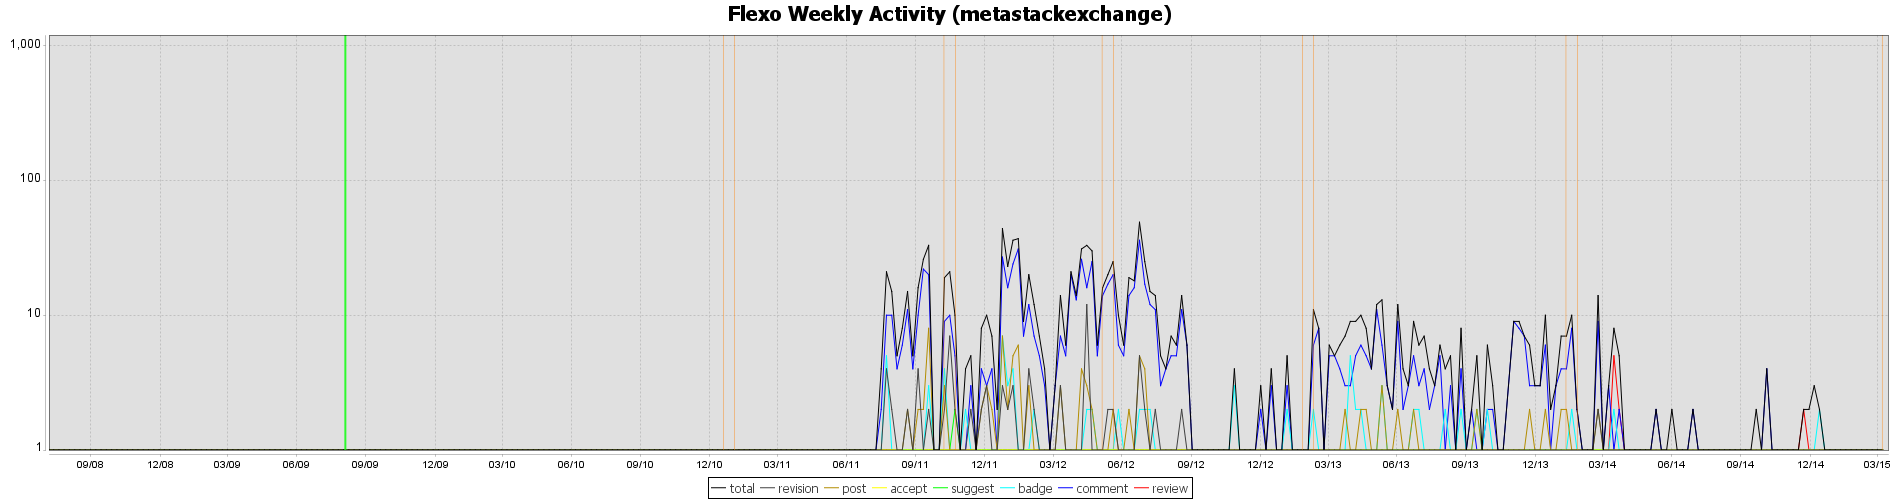 Flexo Weekly Activity (metastackexchange)
1,000
100
10
1
09/08 12/08 03/09 06/09 09/09 12/09 03/10 06/10 09/10 12/10 03/11 06/11 09/11 12/11 03/12 06/12 09/12 12/12 03/13 06/13 09/13 12/13 03/14 06/14 09/14 12/14 03/15
total revision post accept suggest badge comment review